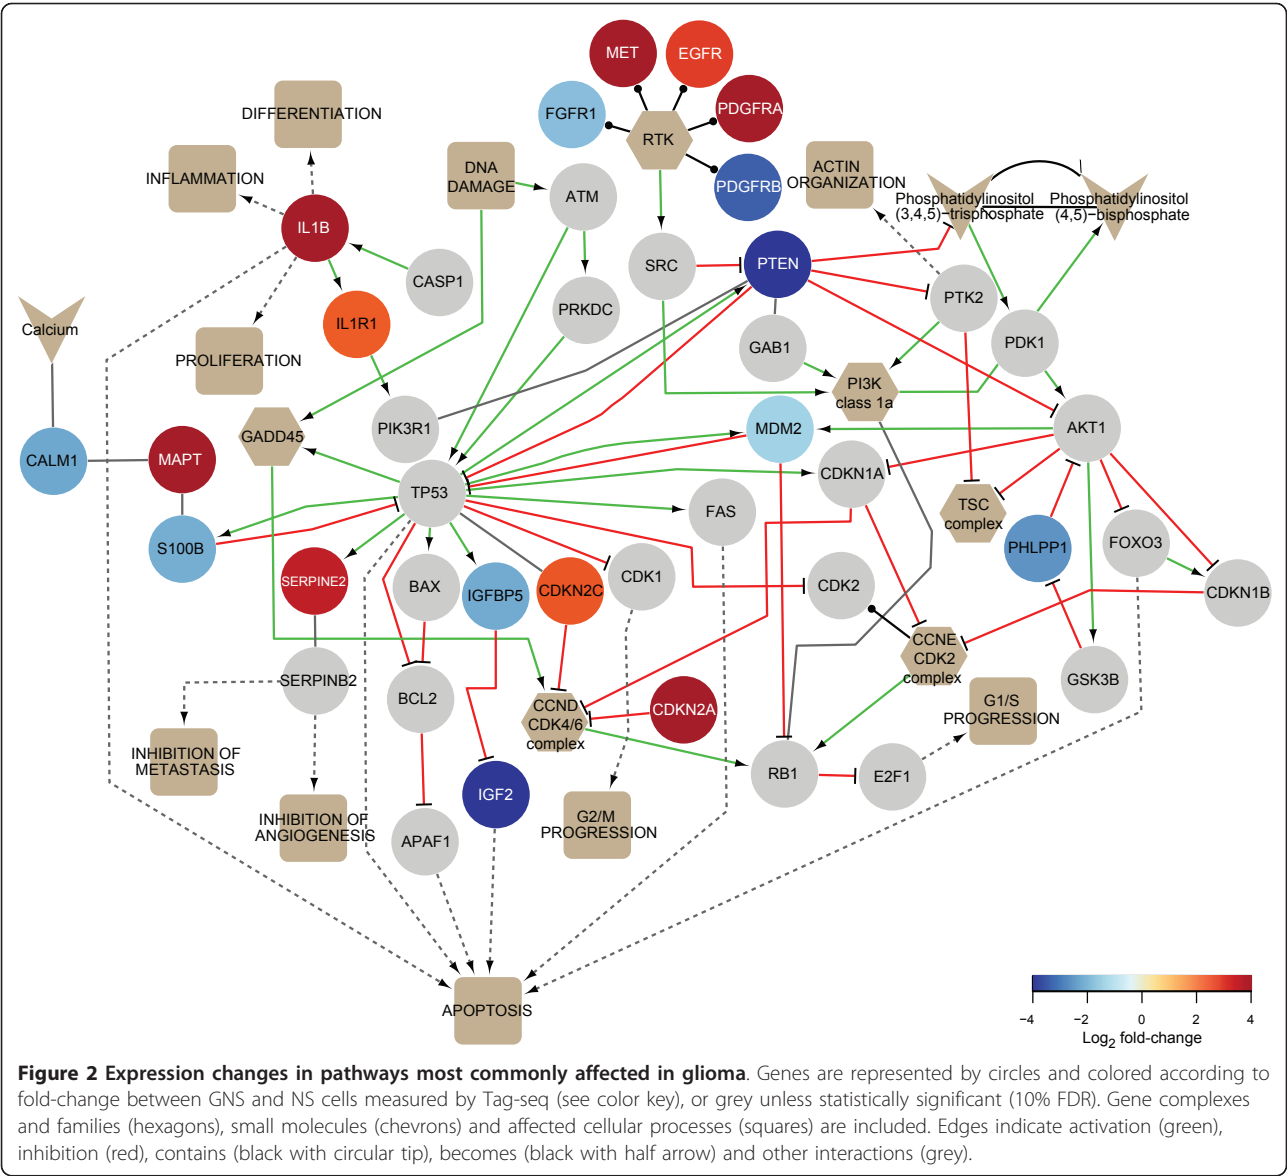 MET
EGFR
FGFR1
PDGFRA
RTK
PDGFRB
DIFFERENTIATION
INFLAMMATION
DNA
DAMAGE
ATM
ACTIN
ORGANIZATION
Phosphatidylinositol
(3,4,5)−trisphosphate
Phosphatidylinositol
(4,5)−bisphosphate
IL1B
CASP1
SRC
PTEN
PTK2
PRKDC
Calcium
IL1R1
PROLIFERATION
GAB1
PDK1
PI3K
class 1a
GADD45
PIK3R1
MDM2
AKT1
CALM1
MAPT
CDKN1A
TP53
FAS
TSC
complex
S100B
PHLPP1
FOXO3
SERPINE2
BAX
IGFBP5
CDKN2C
CDK1
CDK2
CDKN1B
CCNE
CDK2
complex
SERPINB2
BCL2
GSK3B
CCND
CDK4/6
complex
CDKN2A
G1/S
PROGRESSION
INHIBITION OF
METASTASIS
RB1
E2F1
IGF2
INHIBITION OF
ANGIOGENESIS
APAF1
G2/M
PROGRESSION
APOPTOSIS
−4 −2 0 2 4
Log2 fold-change
Figure 2 Expression changes in pathways most commonly affected in glioma. Genes are represented by circles and colored according to
fold-change between GNS and NS cells measured by Tag-seq (see color key), or grey unless statistically significant (10% FDR). Gene complexes
and families (hexagons), small molecules (chevrons) and affected cellular processes (squares) are included. Edges indicate activation (green),
inhibition (red), contains (black with circular tip), becomes (black with half arrow) and other interactions (grey).